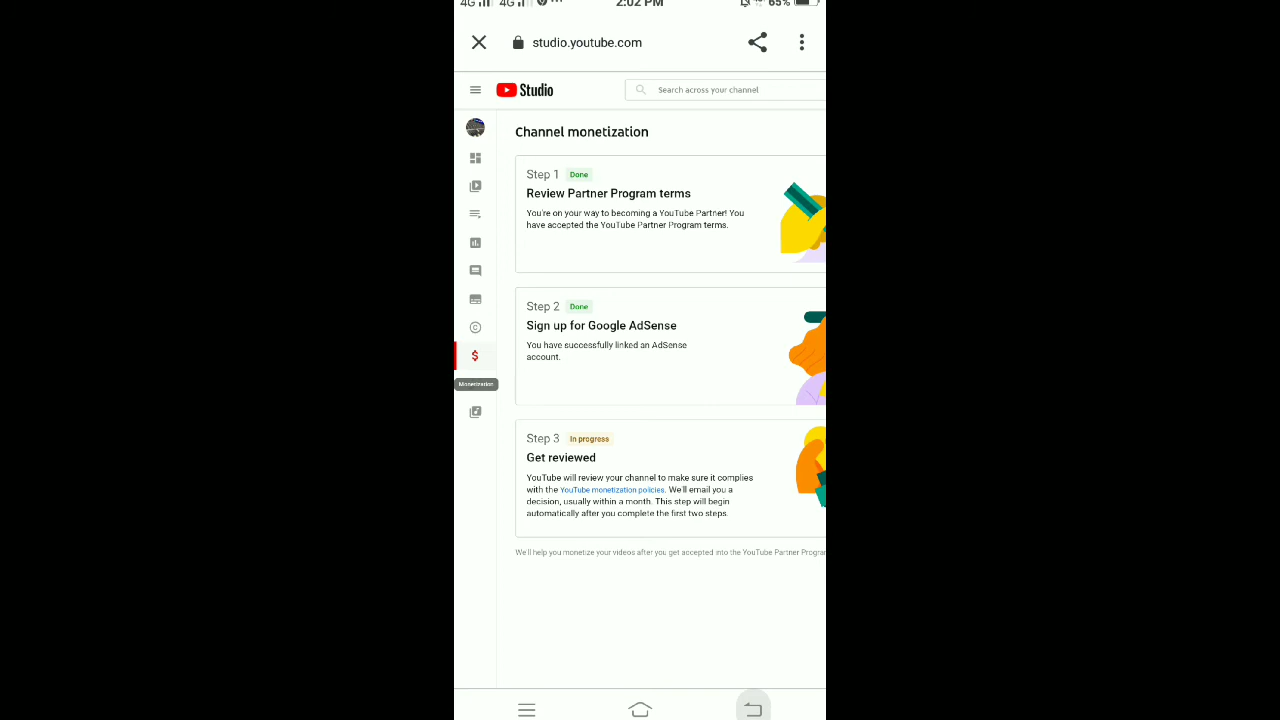 4G 4G 2:02 PM 65%
studio.youtube.com
Studio
Search across your channel
Channel monetization
Step 1 Done
Review Partner Program terms
You're on your way to becoming a YouTube Partner! You
have accepted the YouTube Partner Program terms.
Step 2 Done
Sign up for Google AdSense
You have successfully linked an AdSense
account.
Monetization
Step 3 In progress
Get reviewed
YouTube will review your channel to make sure it complies
with the YouTube monetization policies. We'll email you a
decision, usually within a month. This step will begin
automatically after you complete the first two steps.
We'll help you monetize your videos after you get accepted into the YouTube Partner Program